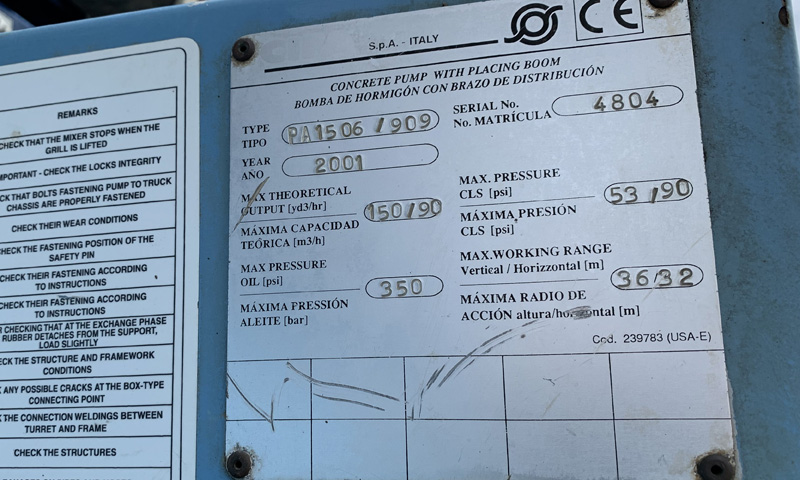 REMARKS
CHECK THAT THE MIXER STOPS WHEN THE
GRILL IS LIFTED
IMPORTANT - CHECK THE LOCKS INTEGRITY
CK THAT BOLTS FASTENING PUMP TO TRUCK
CHASSIS ARE PROPERLY FASTENED
CHECK THEIR WEAR CONDITIONS
CHECK THE FASTENING POSITION OF THE
SAFETY PIN
CHECK THEIR FASTENING ACCORDING
TO INSTRUCTIONS
CHECK THEIR FASTENING ACCORDING
TO INSTRUCTIONS
R CHECKING THAT AT THE EXCHANGE PHASE
RUBBER DETACHES FROM THE SUPPORT,
LOAD SLIGHTLY
CK THE STRUCTURE AND FRAMEWORK
CONDITIONS
K ANY POSSIBLE CRACKS AT THE BOX-TYPE
CONNECTING POINT
K THE CONNECTION WELDINGS BETWEEN
TURRET AND FRAME
CHECK THE STRUCTURES
S.p.A. - ITALY
CE
CONCRETE PUMP WITH PLACING BOOM
BOMBA DE HORMIGÓN CON BRAZO DE DISTRIBUCIÓN
TYPE
TIPO
PA1506/909
SERIAL No.
No. MATRÍCULA
4804
YEAR
AÑO
2001
MAX THEORETICAL
OUTPUT [yd3/hr]
150/90
MÁXIMA CAPACIDAD
TEÒRICA [m3/h]
MAX. PRESSURE
CLS [psi]
53/90
MÁXIMA PRESIÓN
CLS [psi]
MAX PRESSURE
OIL [psi]
350
MÁXIMA PRESSIÓN
ALEITE [bar]
MAX.WORKING RANGE
Vertical / Horizzontal [m]
36/32
MÁXIMA RADIO DE
ACCIÓN altura/horizontal [m]
Cod. 239783 (USA-E)